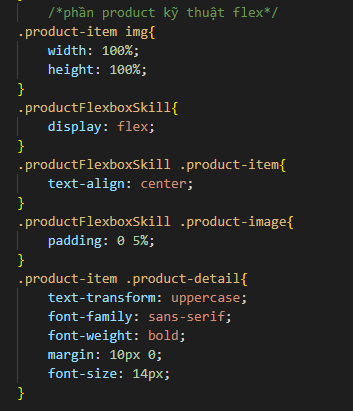 /*phần product kỹ thuật flex*/
.product-item img{
width: 100%;
height: 100%;
}
.productFlexboxSkill{
display: flex;
}
.productFlexboxSkill .product-item{
text-align: center;
}
.productFlexboxSkill .product-image{
padding: 0 5%;
}
.product-item .product-detail{
text-transform: uppercase;
font-family: sans-serif;
font-weight: bold;
margin: 10px 0;
font-size: 14px;
}